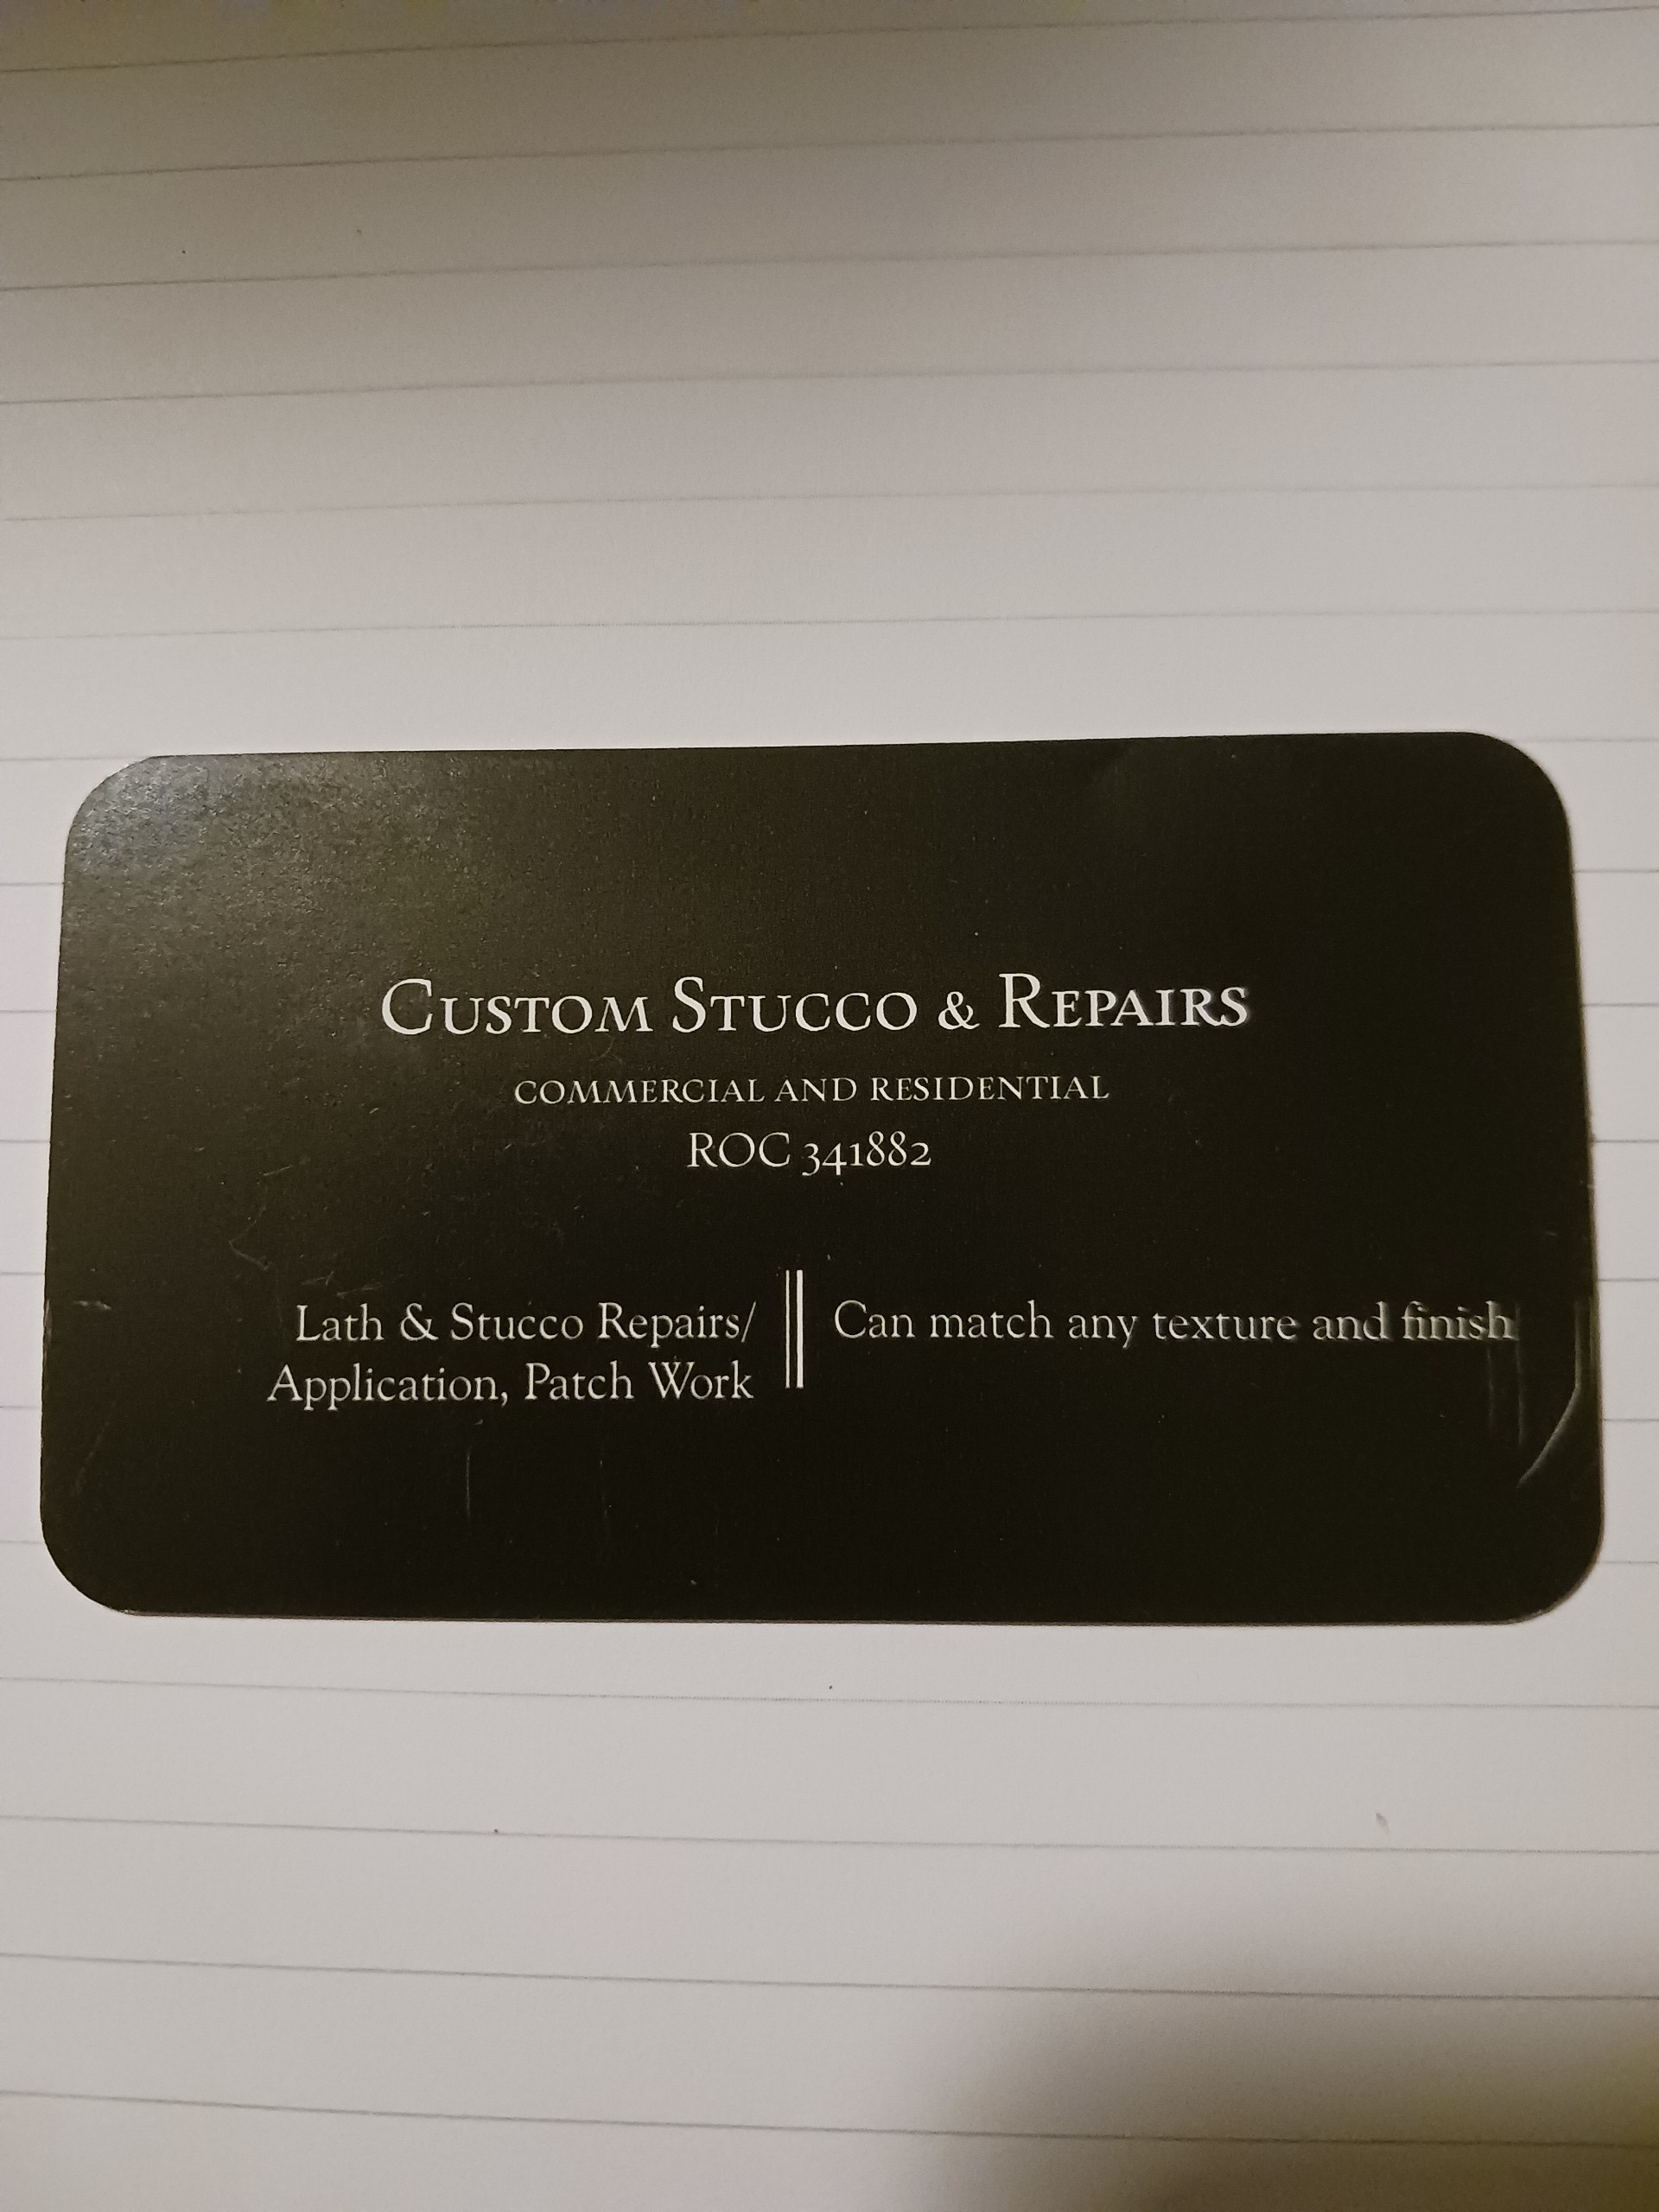 Custom Stucco & Repairs
COMMERCIAL AND RESIDENTIAL
ROC 341882
Lath & Stucco Repairs/
Application, Patch Work
Can match any texture and finish